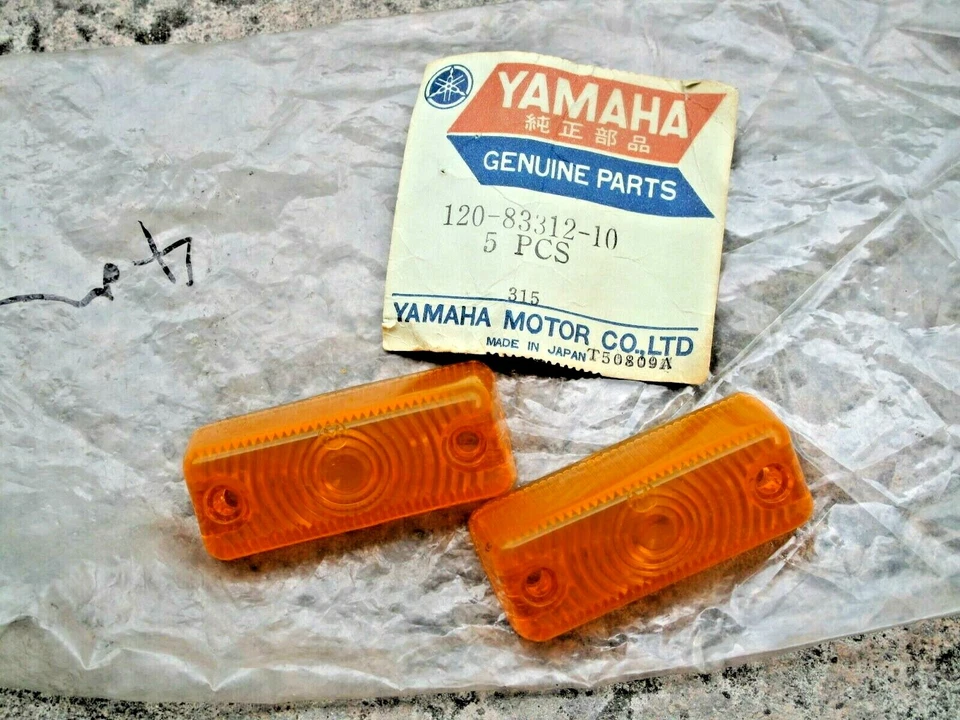 YAMAHA
純正部品
GENUINE PARTS
120-83312-10
5 PCS
315
YAMAHA MOTOR CO.,LTD
MADE IN JAPAN T50809A